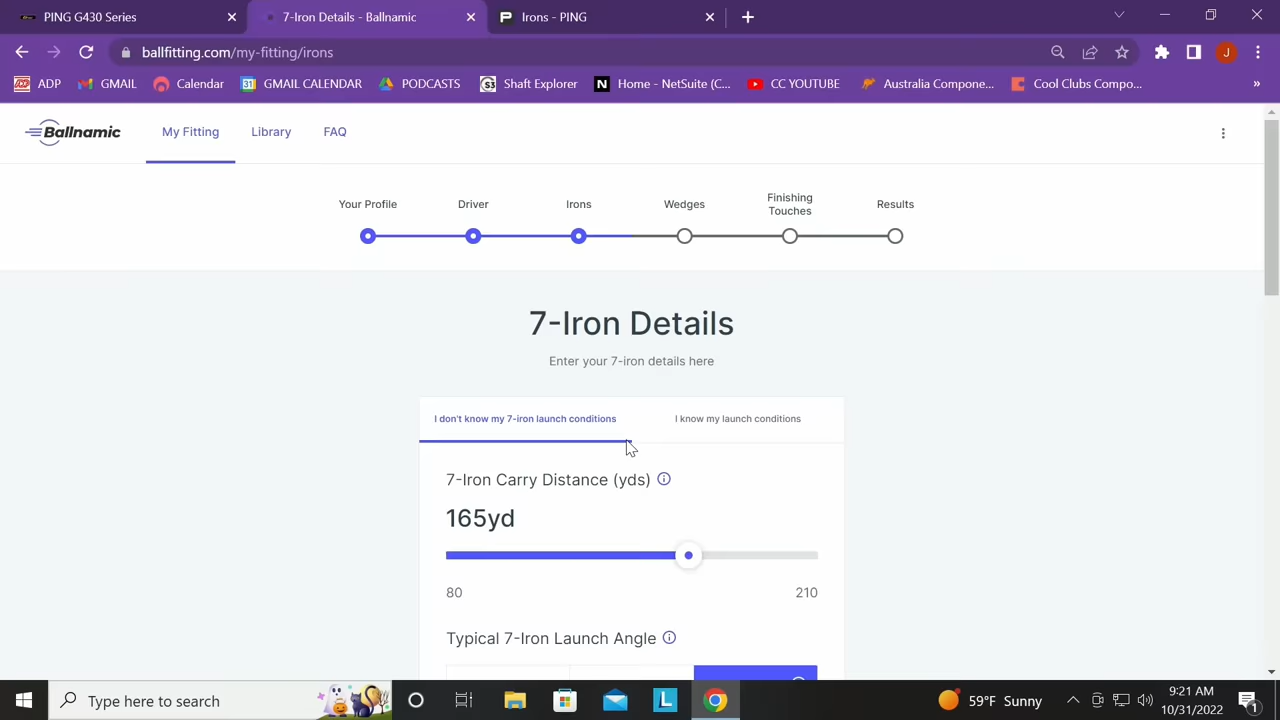 PING G430 Series
7-Iron Details - Ballnamic
Irons - PING
ballfitting.com/my-fitting/irons
J
ADP
GMAIL
Calendar
31 GMAIL CALENDAR
PODCASTS
S3 Shaft Explorer
N Home - NetSuite (C...
CC YOUTUBE
Australia Compone...
Cool Clubs Compo...
»
Ballnamic
My Fitting
Library
FAQ
Your Profile
Driver
Irons
Wedges
Finishing
Touches
Results
7-Iron Details
Enter your 7-iron details here
I don't know my 7-iron launch conditions
I know my launch conditions
7-Iron Carry Distance (yds)
165yd
80
210
Typical 7-Iron Launch Angle
Type here to search
L
59°F Sunny
9:21 AM
10/31/2022
1